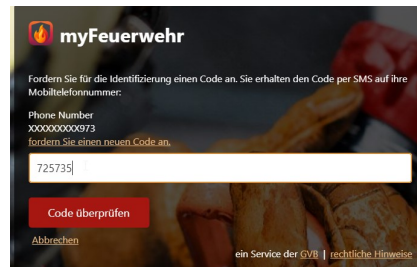 myFeuerwehr
Fordern Sie für die Identifizierung einen Code an. Sie erhalten den Code per SMS auf ihre
Mobiltelefonnummer:
Phone Number
XXXXXXXXX973
fordern Sie einen neuen Code an.
725735
Code überprüfen
Abbrechen
ein Service der GVB | rechtliche Hinweise